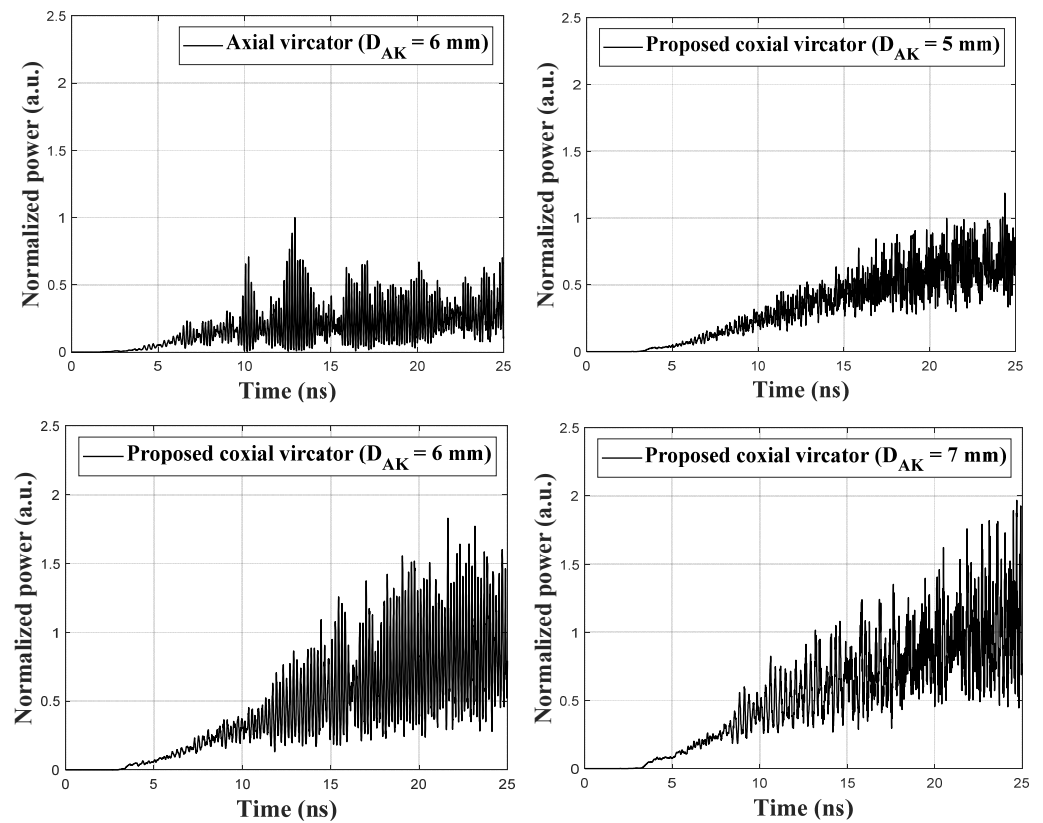 Axial vircator (D_AK = 6 mm)
Normalized power (a.u.)
2.5
2
1.5
1
0.5
0
0 5 10 15 20 25
Time (ns)
Proposed coxial vircator (D_AK = 5 mm)
Normalized power (a.u.)
2.5
2
1.5
1
0.5
0
0 5 10 15 20 25
Time (ns)
Proposed coxial vircator (D_AK = 6 mm)
Normalized power (a.u.)
2.5
2
1.5
1
0.5
0
0 5 10 15 20 25
Time (ns)
Proposed coxial vircator (D_AK = 7 mm)
Normalized power (a.u.)
2.5
2
1.5
1
0.5
0
0 5 10 15 20 25
Time (ns)